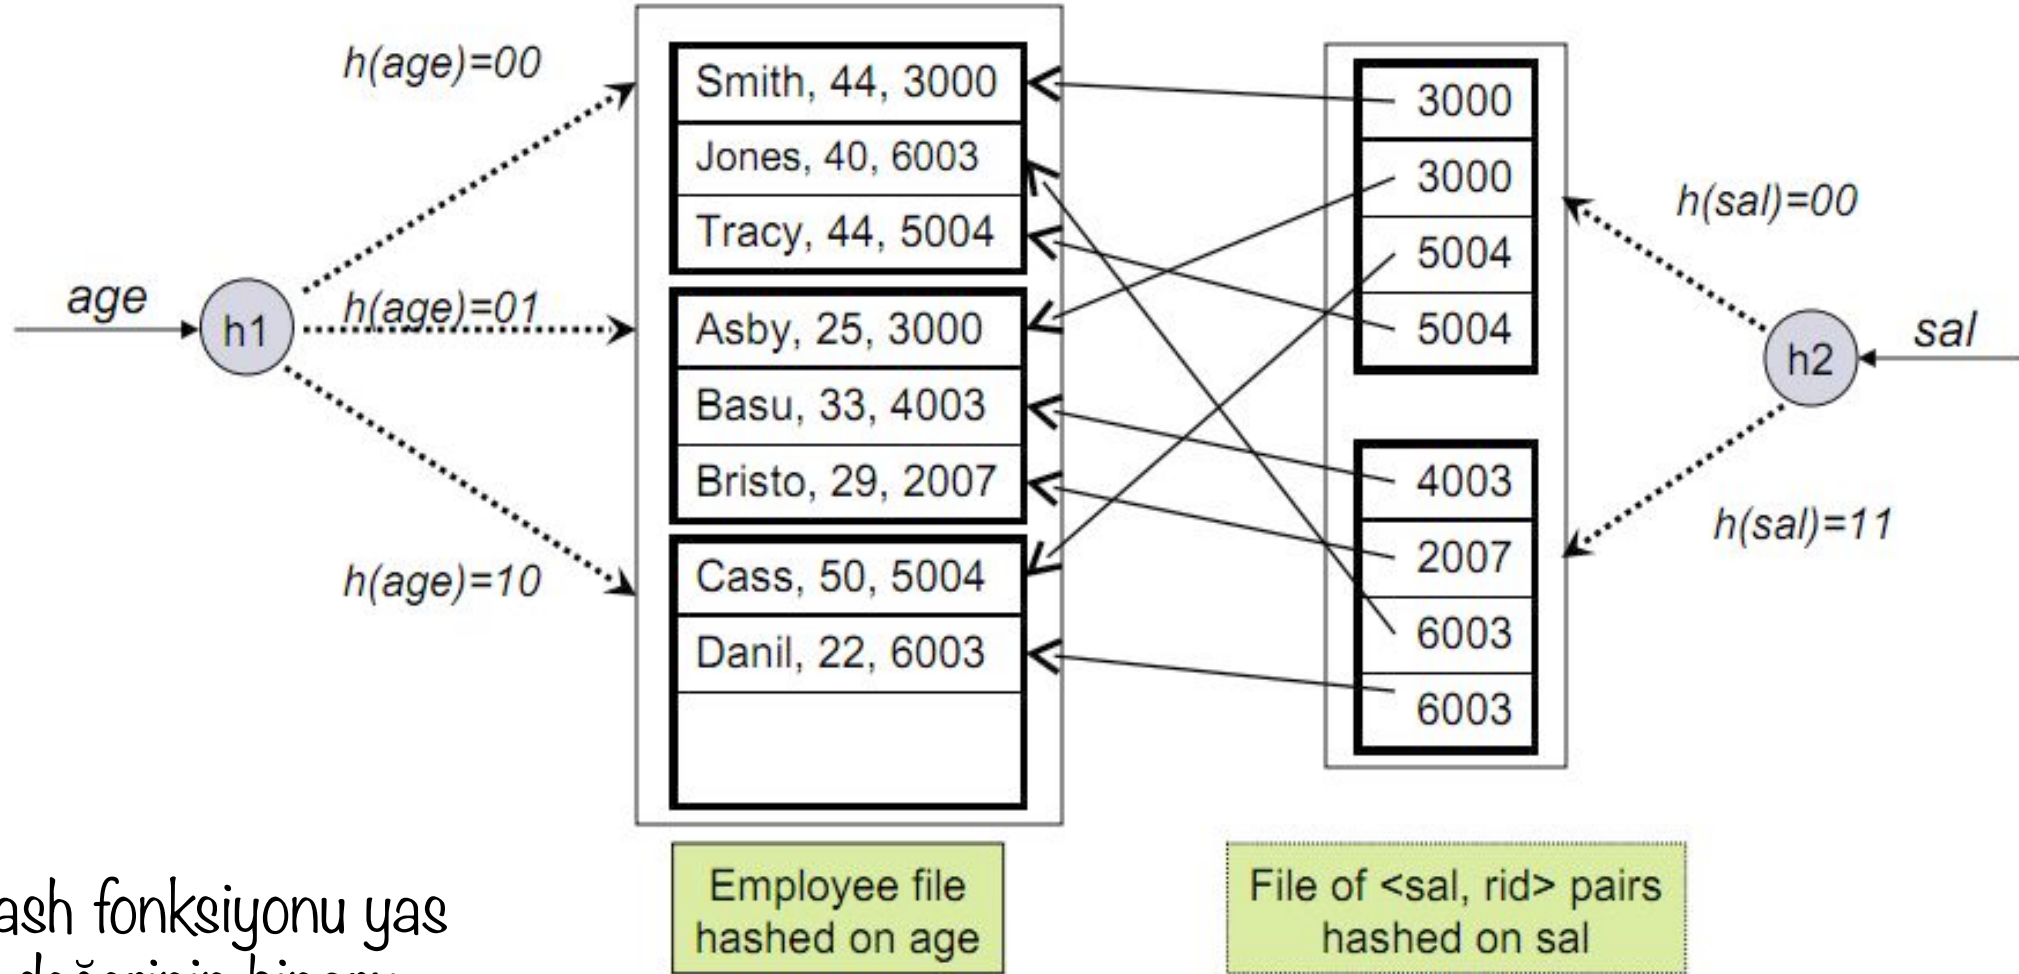 h(age)=00
h(age)=01
h(age)=10
age
h1
Smith, 44, 3000
Jones, 40, 6003
Tracy, 44, 5004
Asby, 25, 3000
Basu, 33, 4003
Bristo, 29, 2007
Cass, 50, 5004
Danil, 22, 6003
3000
3000
5004
5004
4003
2007
6003
6003
h(sal)=00
h(sal)=11
h2
sal
Employee file
hashed on age
File of <sal, rid> pairs
hashed on sal
ash fonksiyonu yas
değerinin binary